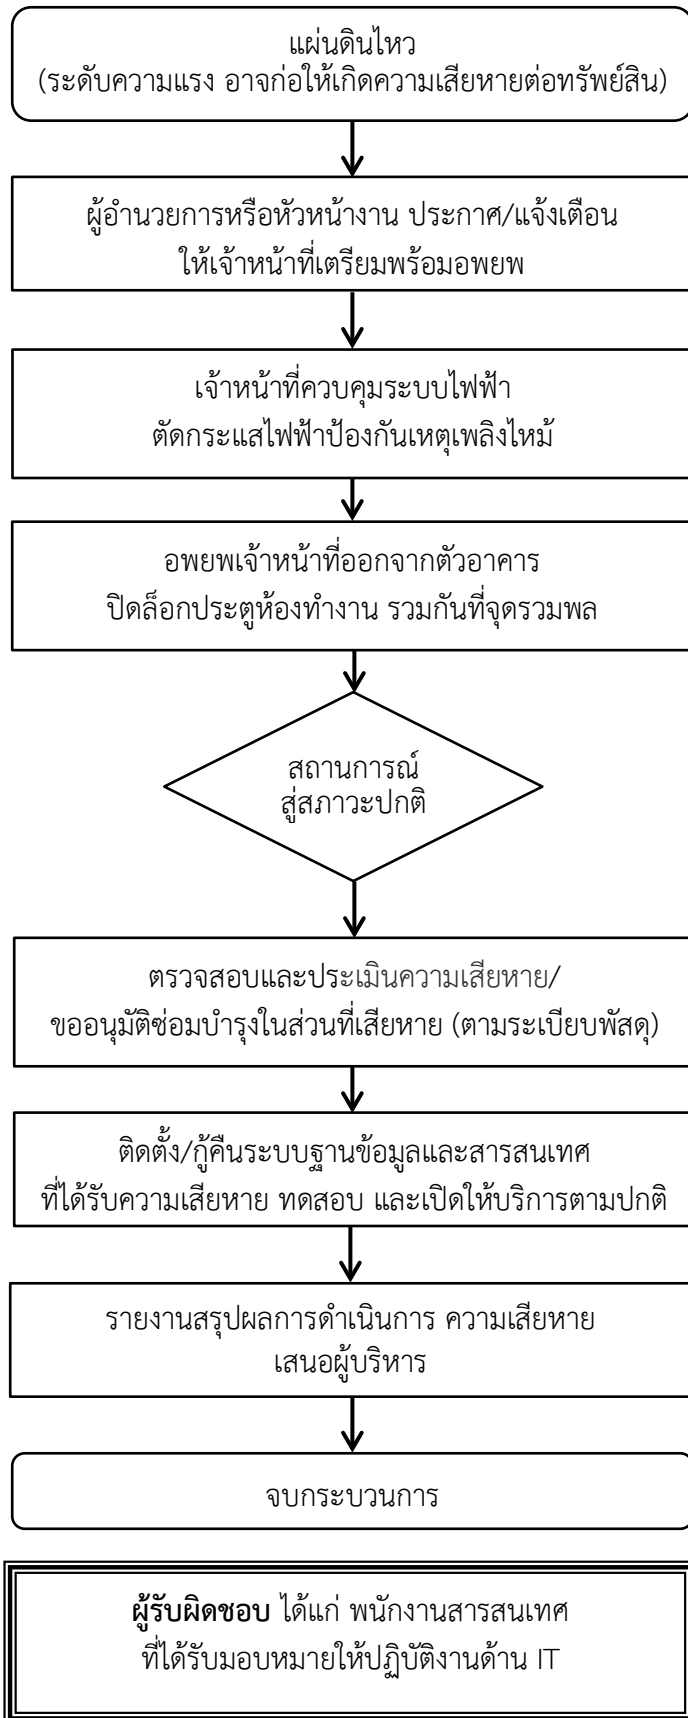 แผ่นดินไหว
(ระดับความแรง อาจก่อให้เกิดความเสียหายต่อทรัพย์สิน)
ผู้อำนวยการหรือหัวหน้างาน ประกาศ/แจ้งเตือน
ให้เจ้าหน้าที่เตรียมพร้อมอพยพ
เจ้าหน้าที่ควบคุมระบบไฟฟ้า
ตัดกระแสไฟฟ้าป้องกันเหตุเพลิงไหม้
อพยพเจ้าหน้าที่ออกจากตัวอาคาร
ปิดล็อกประตูห้องทำงาน รวมกันที่จุดรวมพล
สถานการณ์
สู่สภาวะปกติ
ตรวจสอบและประเมินความเสียหาย/
ขออนุมัติซ่อมบำรุงในส่วนที่เสียหาย (ตามระเบียบพัสดุ)
ติดตั้ง/กู้คืนระบบฐานข้อมูลและสารสนเทศ
ที่ได้รับความเสียหาย ทดสอบ และเปิดให้บริการตามปกติ
รายงานสรุปผลการดำเนินการ ความเสียหาย
เสนอผู้บริหาร
จบกระบวนการ
ผู้รับผิดชอบ ได้แก่ พนักงานสารสนเทศ
ที่ได้รับมอบหมายให้ปฏิบัติงานด้าน IT